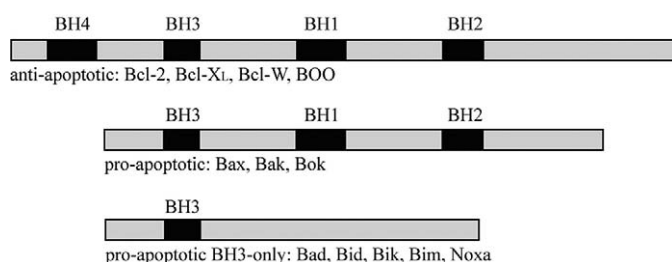 BH4 BH3 BH1 BH2
anti-apoptotic: Bcl-2, Bcl-XL, Bcl-W, BOO
BH3 BH1 BH2
pro-apoptotic: Bax, Bak, Bok
BH3
pro-apoptotic BH3-only: Bad, Bid, Bik, Bim, Noxa